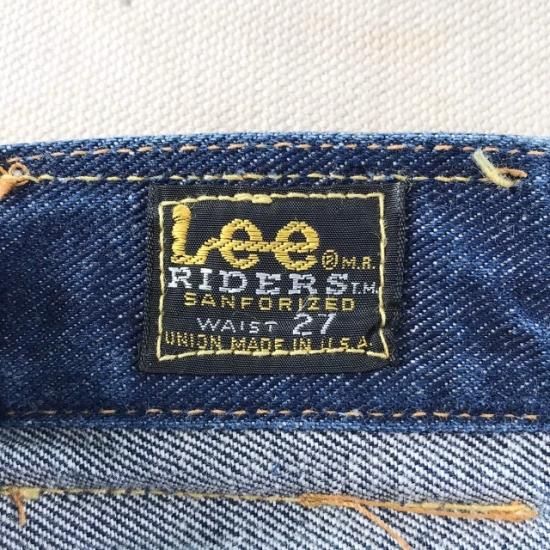 Lee ® M.R.
RIDERS T.M.
SANFORIZED
WAIST 27
UNION MADE IN U.S.A.